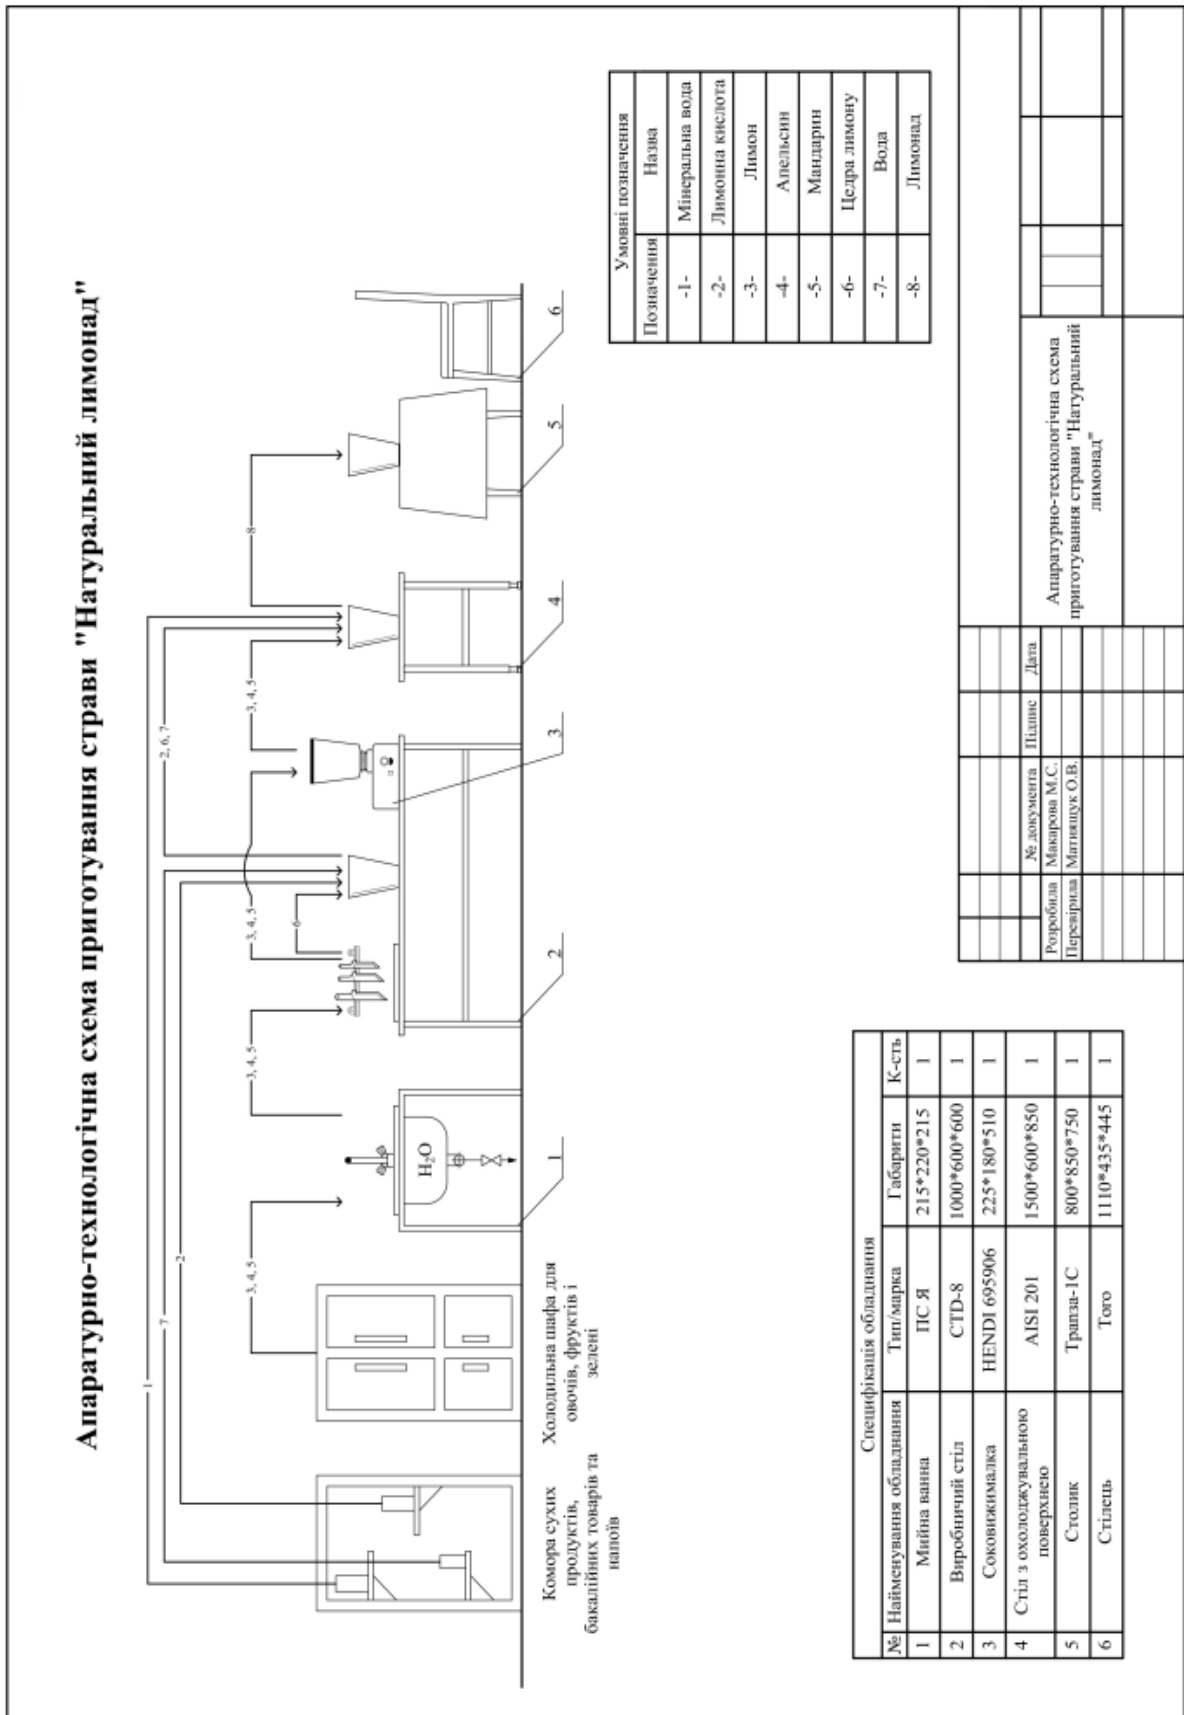 Апаратурно-технологічна схема приготування страви "Натуральний лимонад"
1
7
2
2, 6, 7
3, 4, 5
3, 4, 5
3, 4, 5
6
3, 4, 5
8
H₂O
Комора сухих
продуктів,
бакалійних товарів та
напоїв
Холодильна шафа для
овочів, фруктів і
зелені
1
2
3
4
5
6
Умовні позначення
Позначення Назва
-1- Мінеральна вода
-2- Лимонна кислота
-3- Лимон
-4- Апельсин
-5- Мандарин
-6- Цедра лимону
-7- Вода
-8- Лимонад
Специфікація обладнання
№ Найменування обладнання Тип/марка Габарити К-сть
1 Мийна ванна ПС Я 215*220*215 1
2 Виробничий стіл СТD-8 1000*600*600 1
3 Соковижималка HENDI 695906 225*180*510 1
4 Стіл з охолоджувальною
поверхнею AISI 201 1500*600*850 1
5 Столик Трапза-1С 800*850*750 1
6 Стілець Того 1110*435*445 1
№ документа Підпис Дата
Розробила Макарова М.С.
Перевірила Матиящук О.В.
Апаратурно-технологічна схема
приготування страви "Натуральний
лимонад"